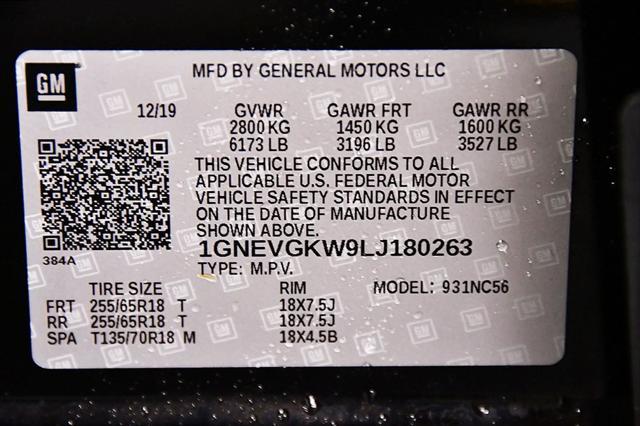 GM
MFD BY GENERAL MOTORS LLC
12/19 GVWR GAWR FRT GAWR RR
2800 KG 1450 KG 1600 KG
6173 LB 3196 LB 3527 LB
THIS VEHICLE CONFORMS TO ALL
APPLICABLE U.S. FEDERAL MOTOR
VEHICLE SAFETY STANDARDS IN EFFECT
ON THE DATE OF MANUFACTURE
SHOWN ABOVE.
384A
1GNEVGKW9LJ180263
TYPE: M.P.V.
TIRE SIZE RIM MODEL: 931NC56
FRT 255/65R18 T 18X7.5J
RR 255/65R18 T 18X7.5J
SPA T135/70R18 M 18X4.5B